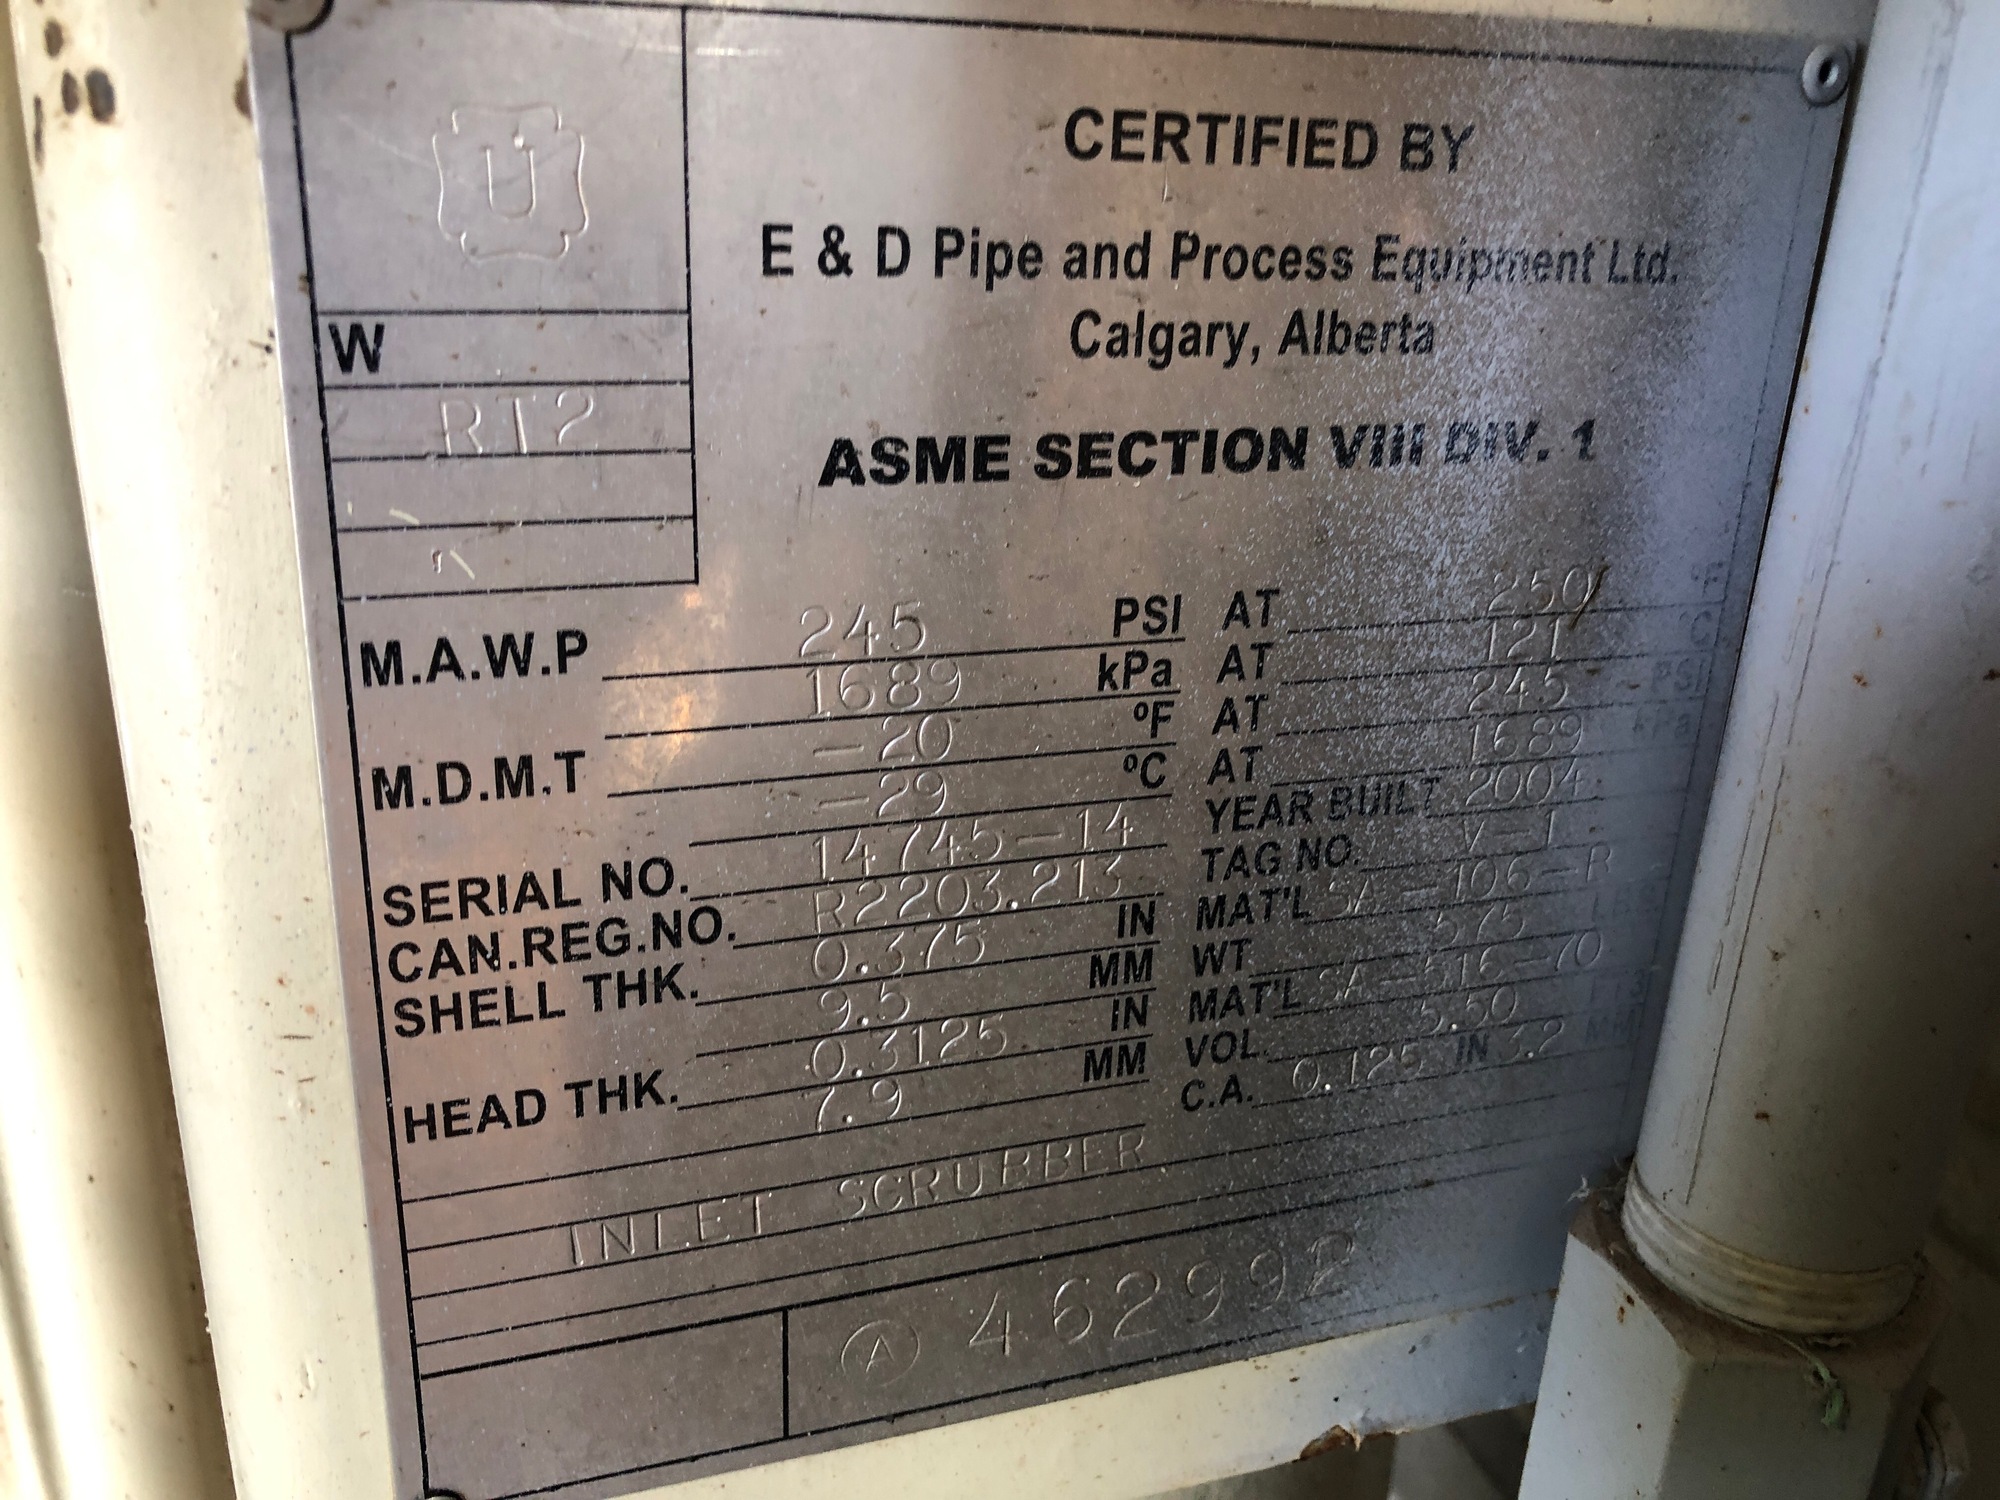 U
CERTIFIED BY
E & D Pipe and Process Equipment Ltd.
Calgary, Alberta
W
RT2
ASME SECTION VIII DIV. 1
M.A.W.P 245 PSI AT 250 °F
1689 kPa AT 121 °C
M.D.M.T -20 °F AT 245 PSI
-29 °C AT 1689 kPa
SERIAL NO. 14745-14 YEAR BUILT 2004
CAN.REG.NO. R2203.213 TAG NO. V-1
SHELL THK. 0.375 IN MAT'L SA-106-B
9.5 MM WT 575 LBS
HEAD THK. 0.3125 IN MAT'L SA-516-70
7.9 MM VOL. 5.50
C.A. 0.125 IN 3.2 MM
INLET SCRUBBER
A 462992